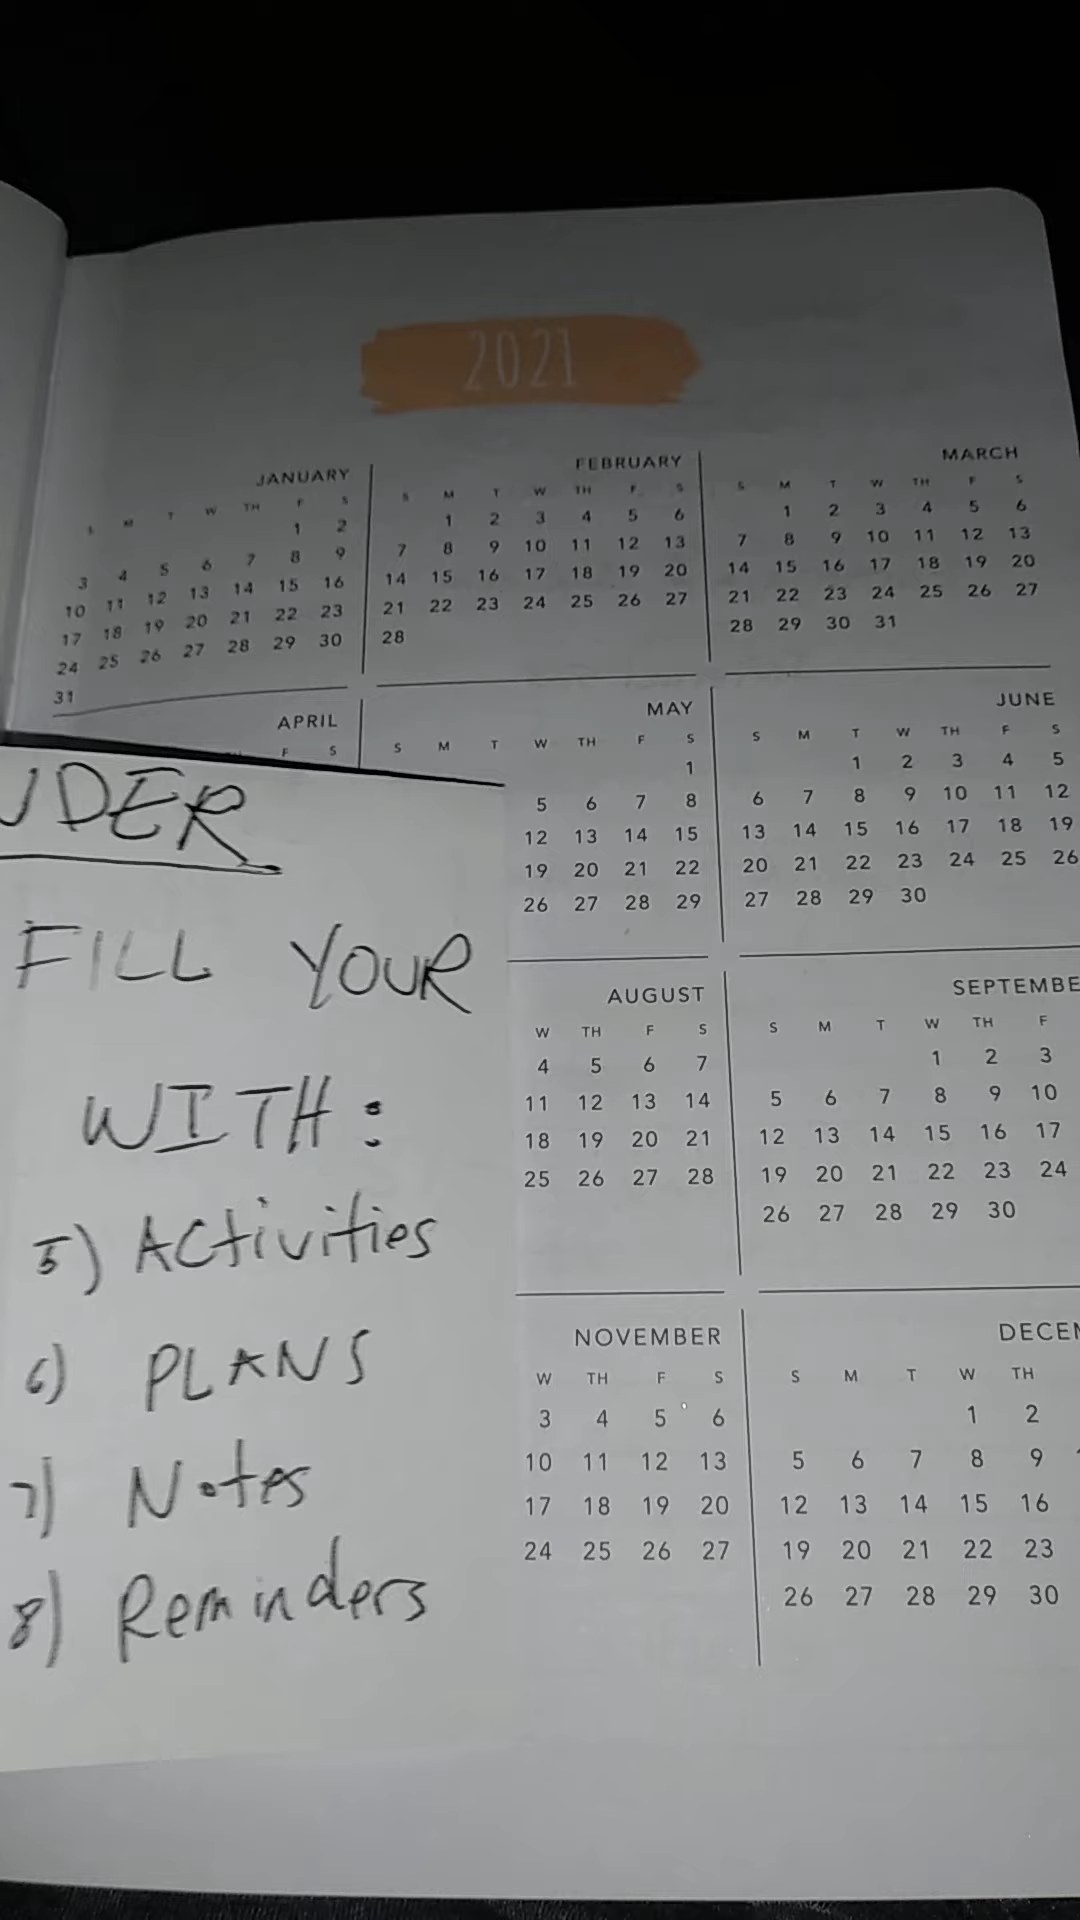 2021
JANUARY
S M T W TH F S
1 2
3 4 5 6 7 8 9
10 11 12 13 14 15 16
17 18 19 20 21 22 23
24 25 26 27 28 29 30
31
FEBRUARY
S M T W TH F S
1 2 3 4 5 6
7 8 9 10 11 12 13
14 15 16 17 18 19 20
21 22 23 24 25 26 27
28
MARCH
S M T W TH F S
1 2 3 4 5 6
7 8 9 10 11 12 13
14 15 16 17 18 19 20
21 22 23 24 25 26 27
28 29 30 31
APRIL
F S
MAY
S M T W TH F S
1
5 6 7 8
12 13 14 15
19 20 21 22
26 27 28 29
JUNE
S M T W TH F S
1 2 3 4 5
6 7 8 9 10 11 12
13 14 15 16 17 18 19
20 21 22 23 24 25 26
27 28 29 30
AUGUST
W TH F S
4 5 6 7
11 12 13 14
18 19 20 21
25 26 27 28
SEPTEMBE
S M T W TH F
1 2 3
5 6 7 8 9 10
12 13 14 15 16 17
19 20 21 22 23 24
26 27 28 29 30
NOVEMBER
W TH F S
3 4 5 6
10 11 12 13
17 18 19 20
24 25 26 27
DECEM
S M T W TH
1 2
5 6 7 8 9
12 13 14 15 16
19 20 21 22 23
26 27 28 29 30
NDER
FILL YOUR
WITH:
5) Activities
6) PLANS
7) Notes
8) Reminders